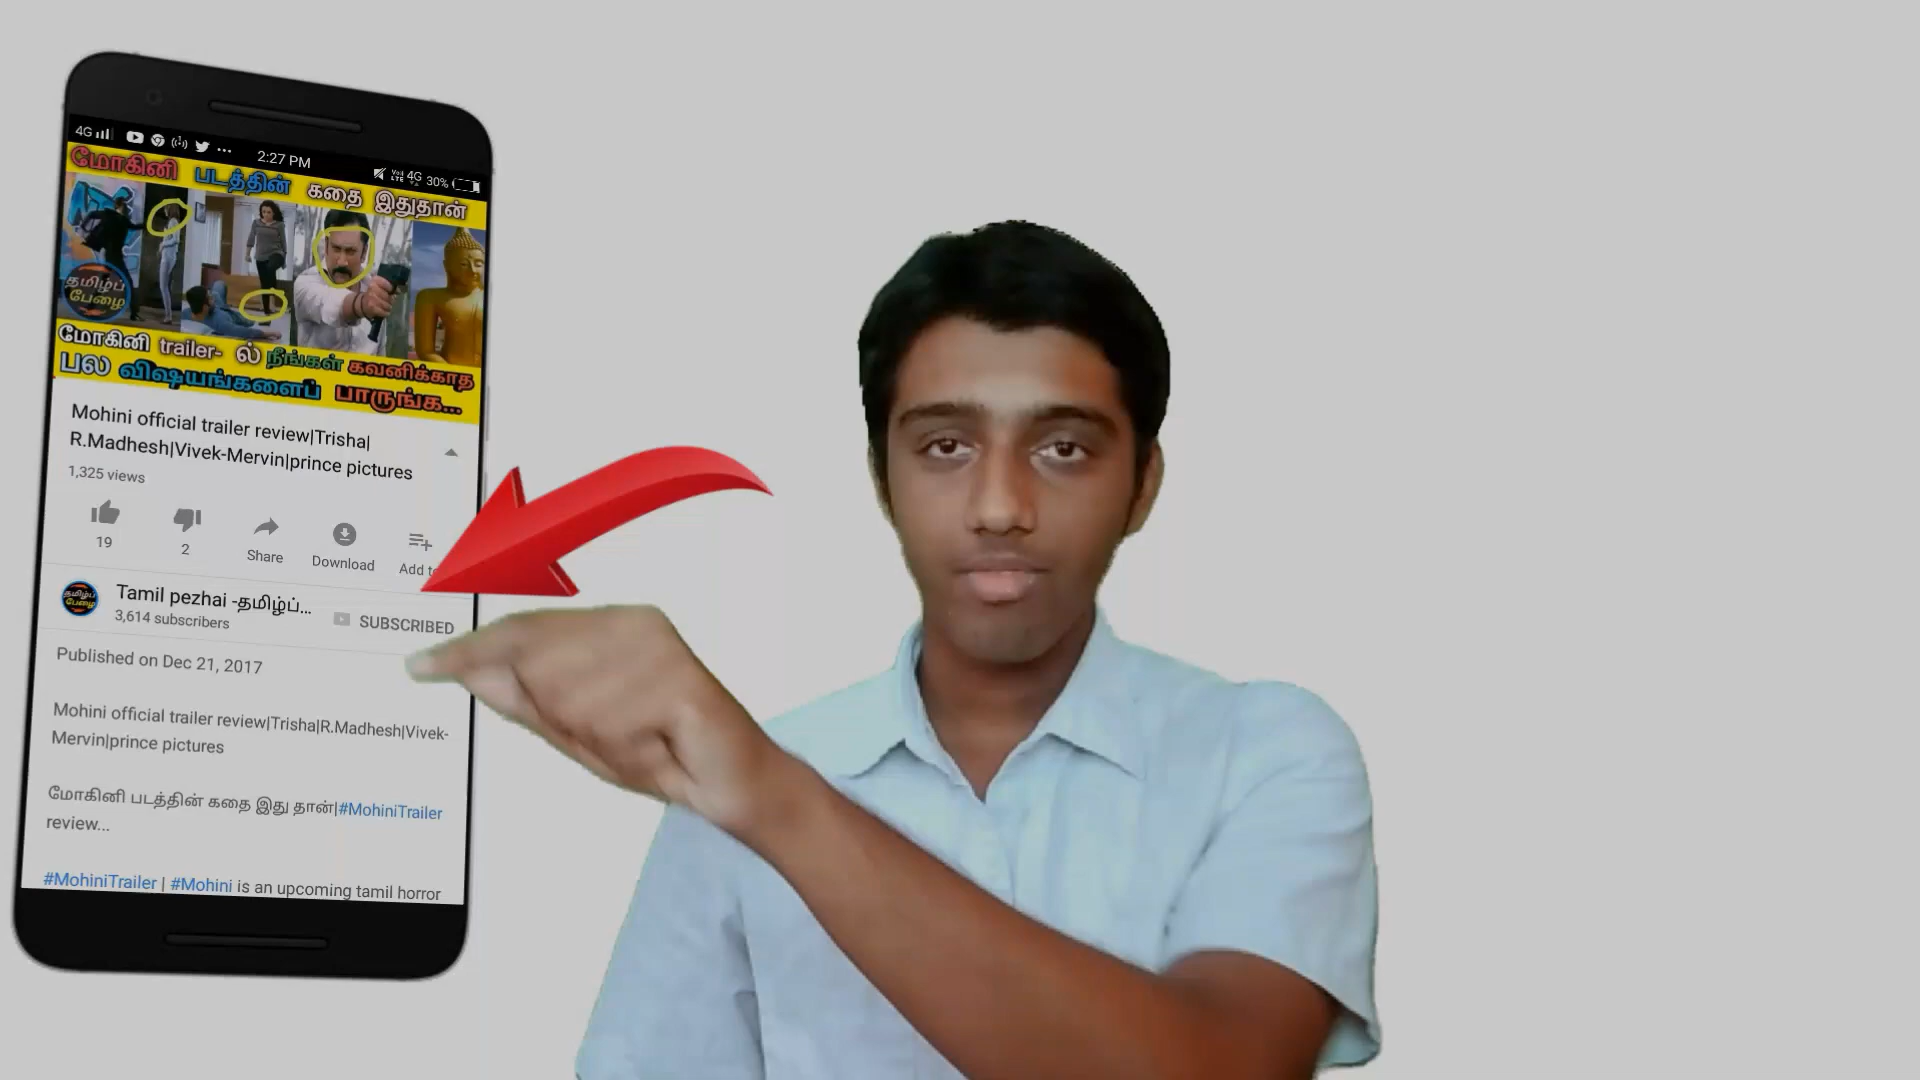 4G 2:27 PM 4G 30%
மோகினி படத்தின் கதை இதுதான்
தமிழ்ப்
பேழை
மோகினி trailer- ல் நீங்கள் கவனிக்காத
பல விஷயங்களைப் பாருங்க...
Mohini official trailer review|Trisha|
R.Madhesh|Vivek-Mervin|prince pictures
1,325 views
19 2 Share Download Add to
தமிழ்ப்
பேழை
Tamil pezhai -தமிழ்ப்... SUBSCRIBED
3,614 subscribers
Published on Dec 21, 2017
Mohini official trailer review|Trisha|R.Madhesh|Vivek-
Mervin|prince pictures
மோகினி படத்தின் கதை இது தான்|#MohiniTrailer
review...
#MohiniTrailer | #Mohini is an upcoming tamil horror